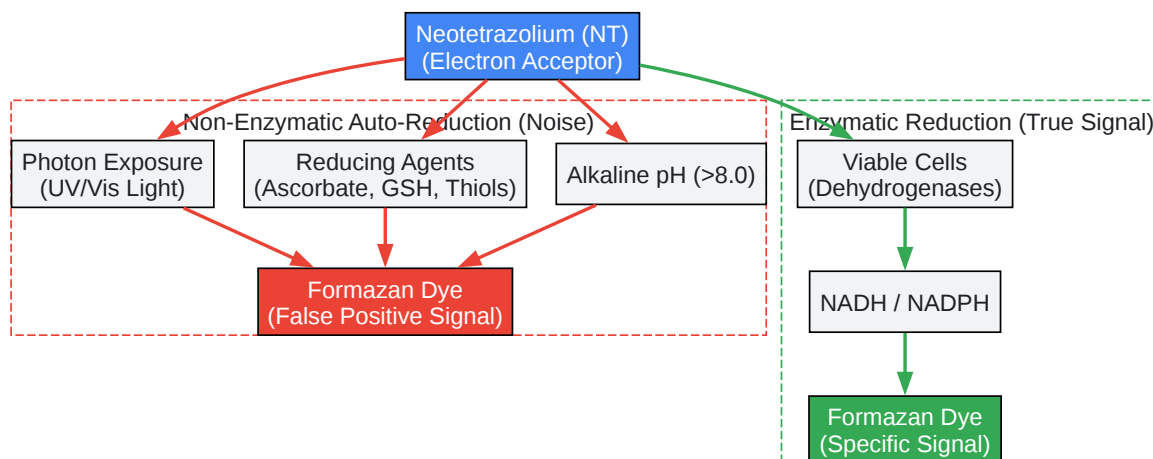 Neotetrazolium (NT)
(Electron Acceptor)
Non-Enzymatic Auto-Reduction (Noise)
Enzymatic Reduction (True Signal)
Photon Exposure
(UV/Vis Light)
Reducing Agents
(Ascorbate, GSH, Thiols)
Alkaline pH (>8.0)
Viable Cells
(Dehydrogenases)
Formazan Dye
(False Positive Signal)
NADH / NADPH
Formazan Dye
(Specific Signal)